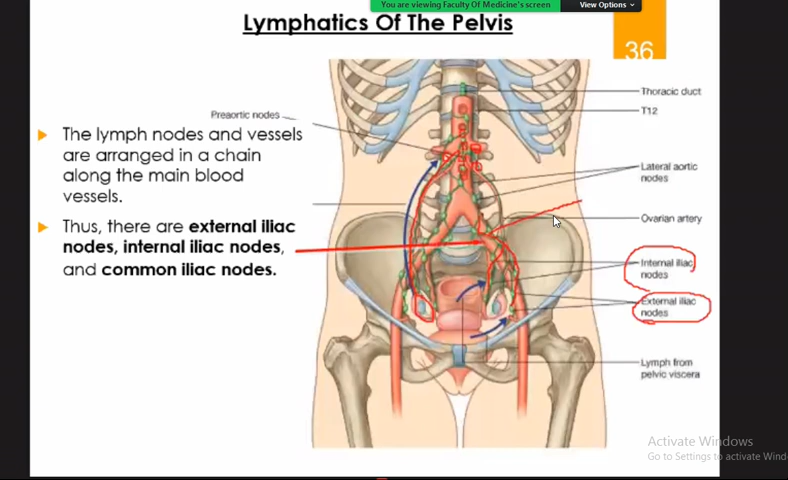 You are viewing Faculty Of Medicine's screen
View Options
Lymphatics Of The Pelvis
36
Thoracic duct
T12
Preaortic nodes
The lymph nodes and vessels
are arranged in a chain
along the main blood
vessels.
Thus, there are external iliac
nodes, internal iliac nodes,
and common iliac nodes.
Lateral aortic
nodes
Ovarian artery
Internal iliac
nodes
External iliac
nodes
Lymph from
pelvic viscera
Activate Windows
Go to Settings to activate Wind